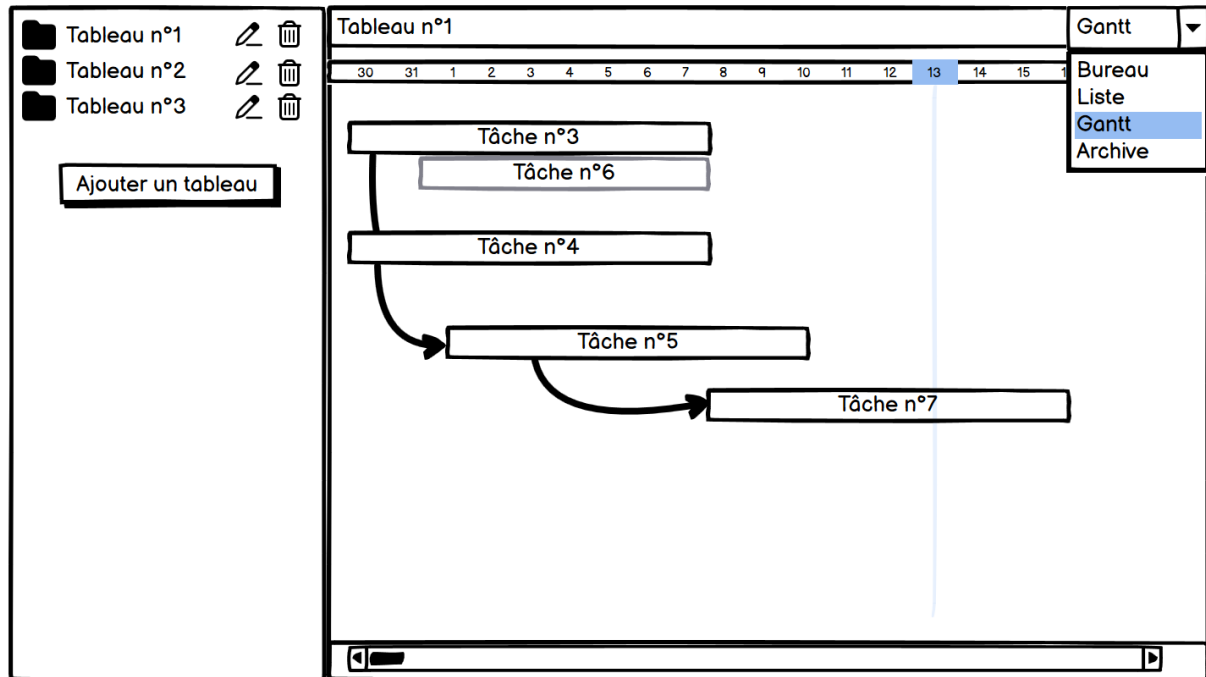 Tableau n°1
Tableau n°2
Tableau n°3
Ajouter un tableau
Tableau n°1
Gantt
30 31 1 2 3 4 5 6 7 8 9 10 11 12 13 14 15
Bureau
Liste
Gantt
Archive
Tâche n°3
Tâche n°6
Tâche n°4
Tâche n°5
Tâche n°7